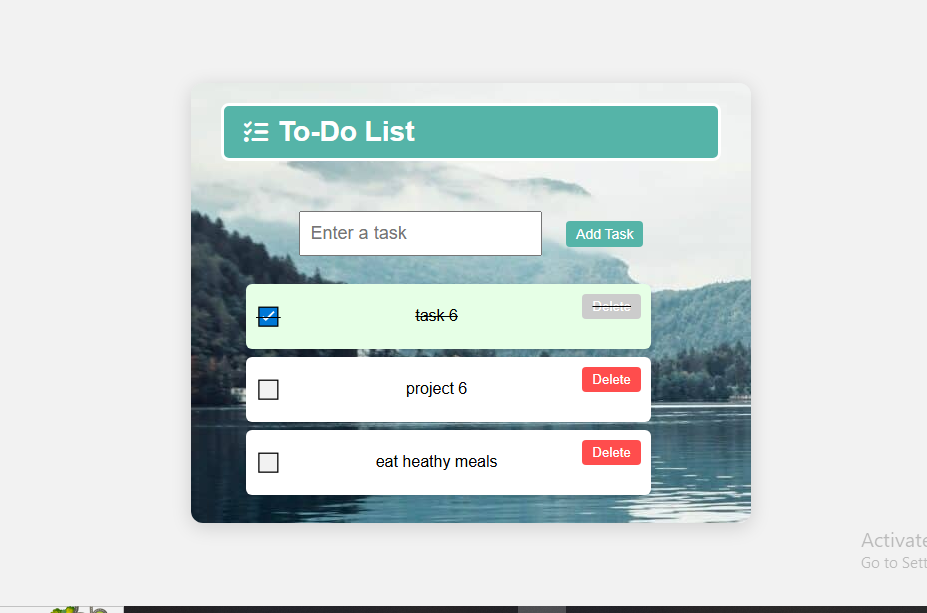 To-Do List
Enter a task
Add Task
task 6
Delete
project 6
Delete
eat heathy meals
Delete
Activate
Go to Sett